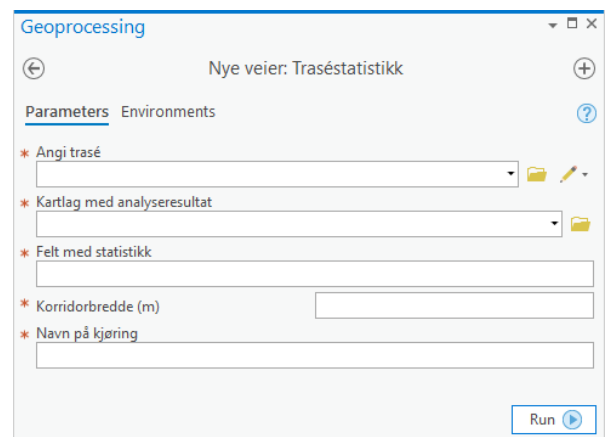 Geoprocessing
Nye veier: Traséstatistikk
Parameters Environments
?
* Angi trasé
* Kartlag med analyseresultat
* Felt med statistikk
* Korridorbredde (m)
* Navn på kjøring
Run